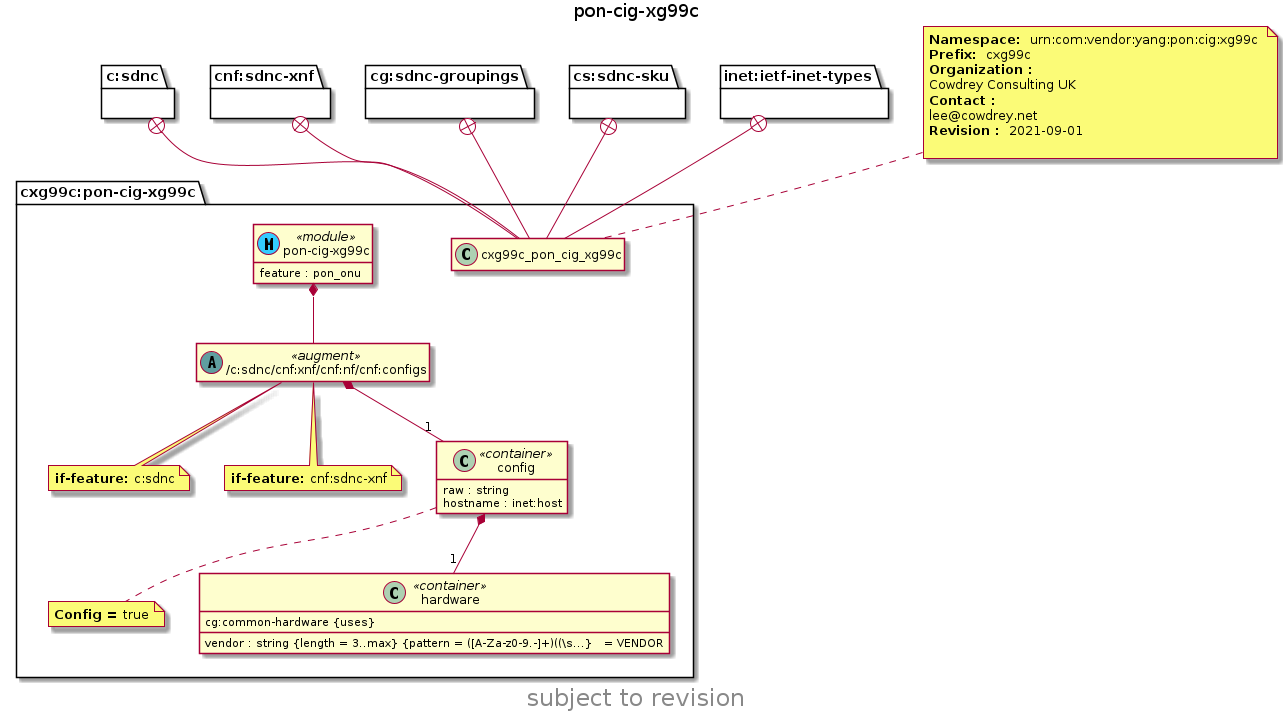 pon-cig-xg99c
Namespace: urn:com:vendor:yang:pon:cig:xg99c
Prefix: cxg99c
Organization :
Cowdrey Consulting UK
Contact :
lee@cowdrey.net
Revision : 2021-09-01
c:sdnc
cnf:sdnc-xnf
cg:sdnc-groupings
cs:sdnc-sku
inet:ietf-inet-types
cxg99c:pon-cig-xg99c
M
«module»
pon-cig-xg99c
feature : pon_onu
C
cxg99c_pon_cig_xg99c
A
«augment»
/c:sdnc/cnf:xnf/cnf:nf/cnf:configs
1
if-feature: c:sdnc
if-feature: cnf:sdnc-xnf
C
«container»
config
raw : string
hostname : inet:host
1
Config = true
C
«container»
hardware
cg:common-hardware {uses}
vendor : string {length = 3..max} {pattern = ([A-Za-z0-9.-]+)((\s...} = VENDOR
subject to revision